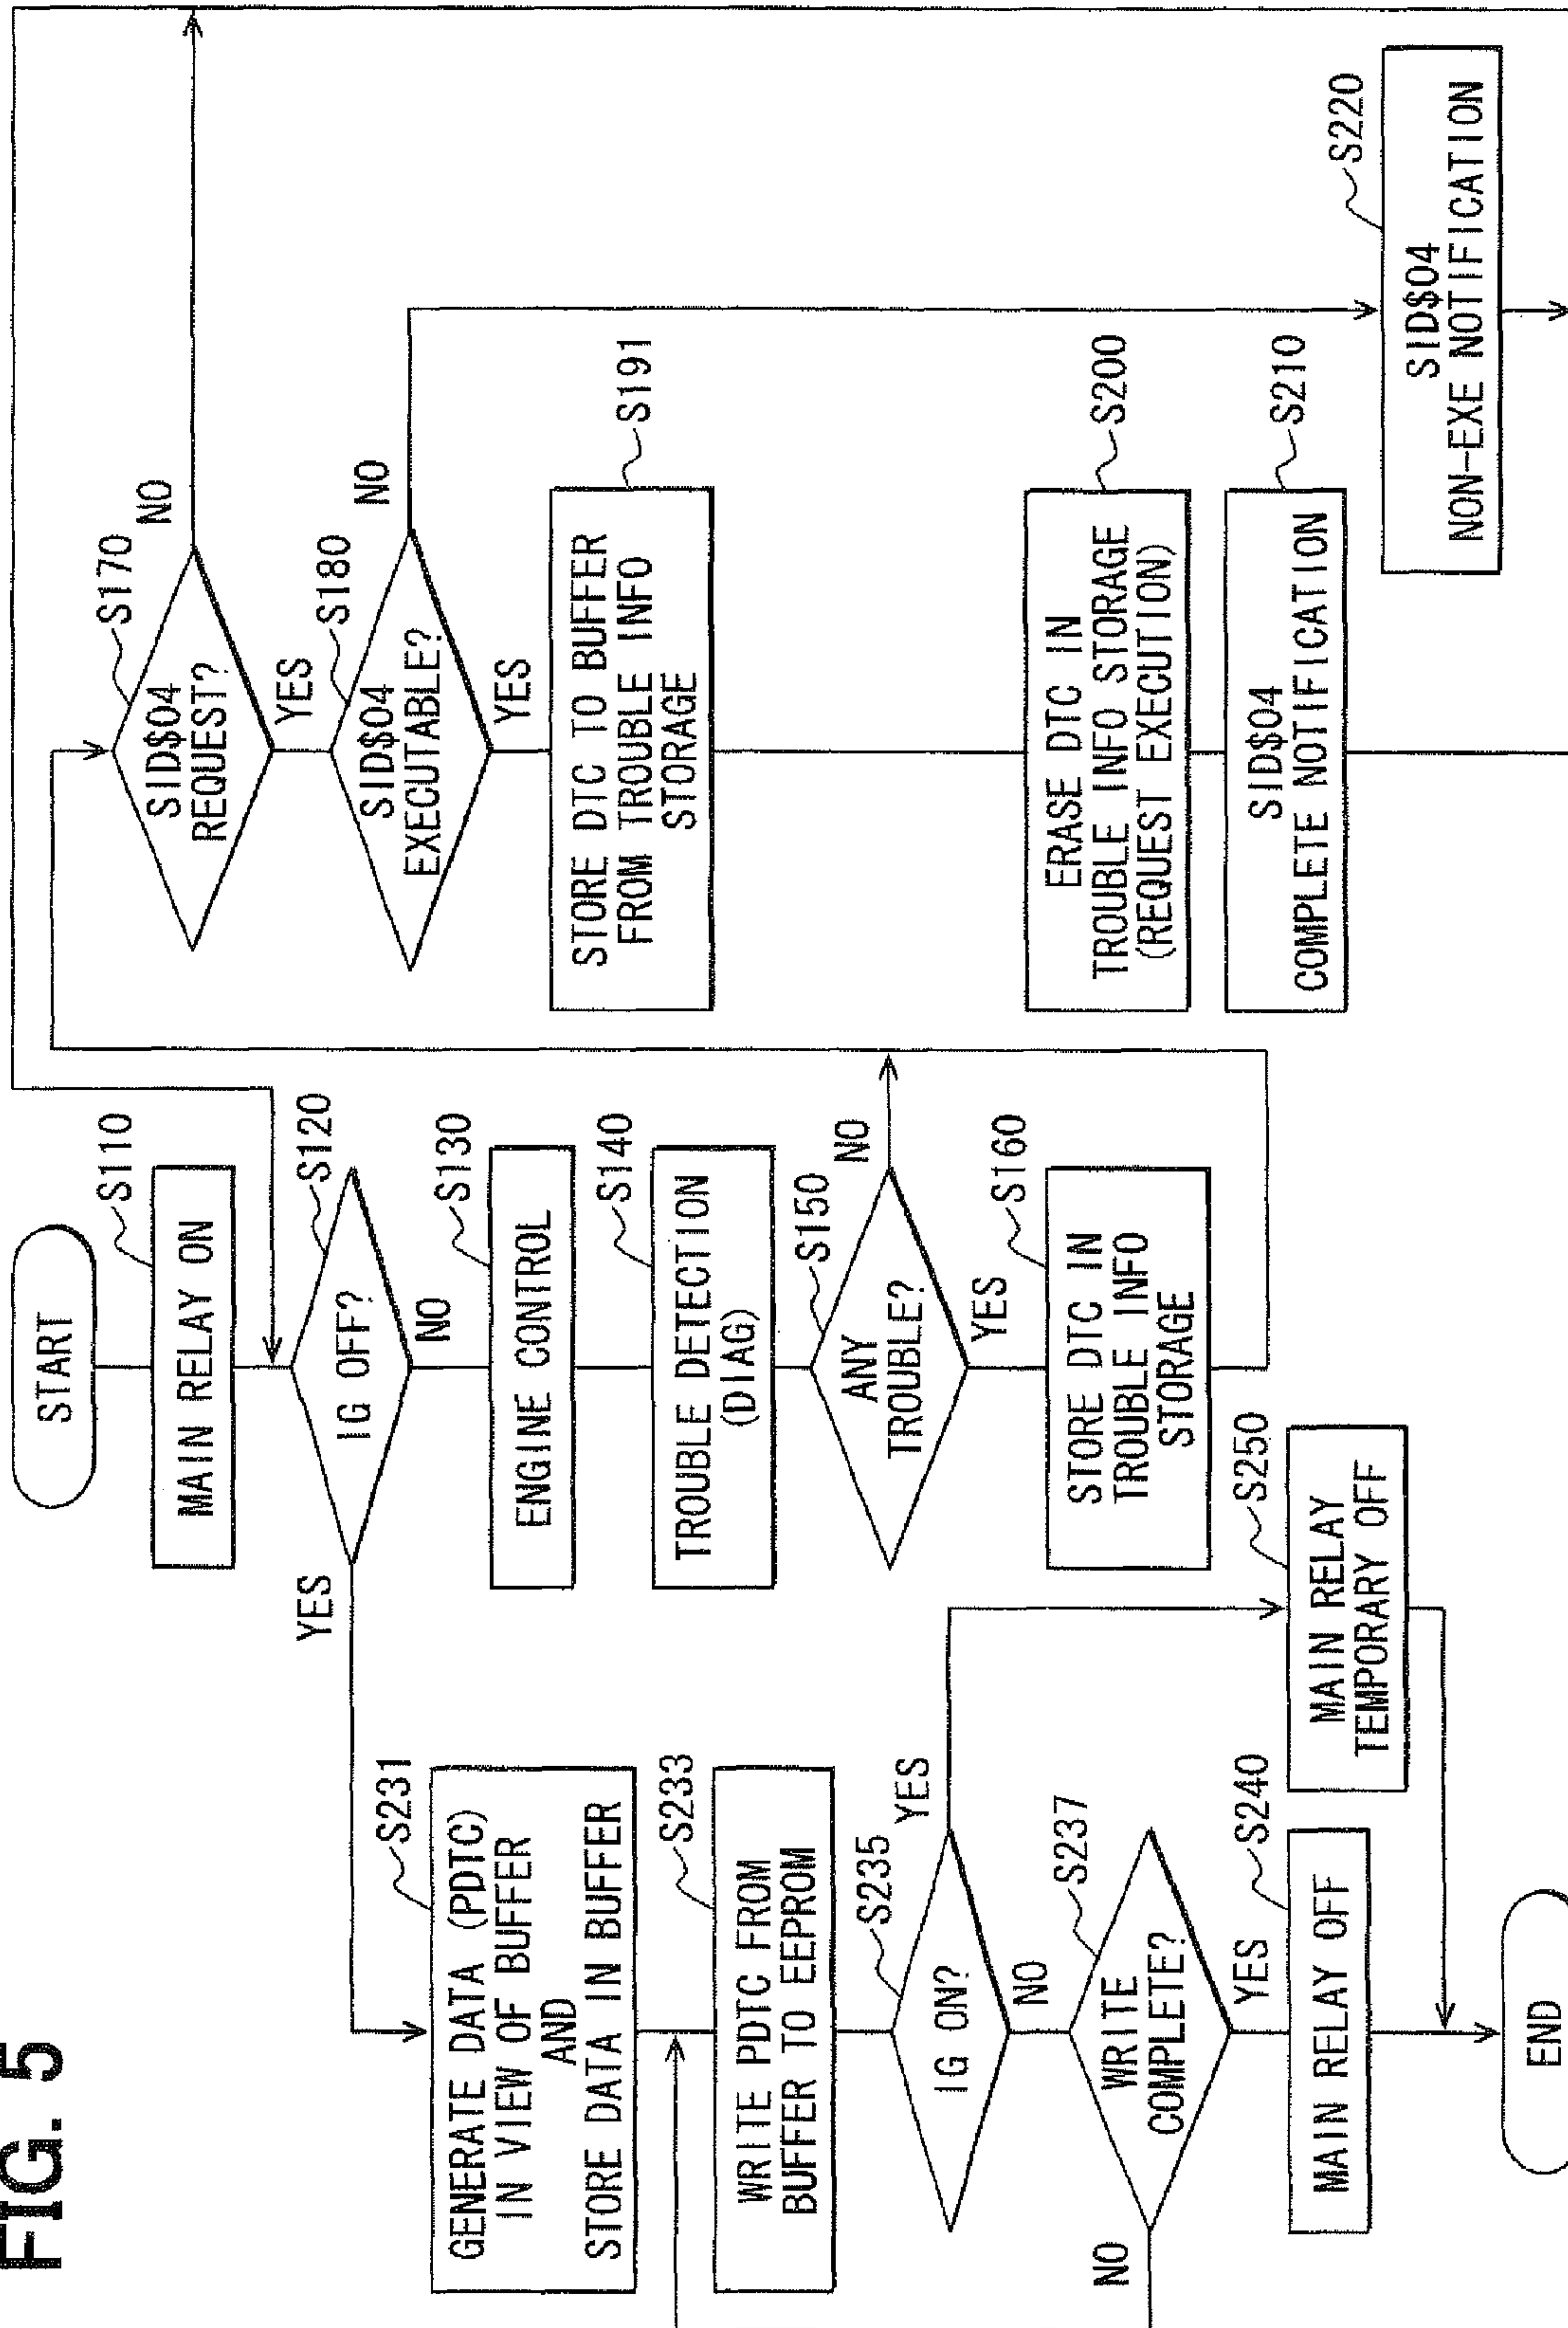 FIG. 5
START
MAIN RELAY ON
S110
IG OFF?
S120
YES
NO
ENGINE CONTROL
S130
TROUBLE DETECTION
(DIAG)
S140
ANY
TROUBLE?
S150
NO
YES
STORE DTC IN
TROUBLE INFO
STORAGE
S160
SID$04
REQUEST?
S170
NO
YES
SID$04
EXECUTABLE?
S180
NO
YES
STORE DTC TO BUFFER
FROM TROUBLE INFO
STORAGE
S191
ERASE DTC IN
TROUBLE INFO STORAGE
(REQUEST EXECUTION)
S200
SID$04
COMPLETE NOTIFICATION
S210
SID$04
NON-EXE NOTIFICATION
S220
GENERATE DATA (PDTC)
IN VIEW OF BUFFER
AND
STORE DATA IN BUFFER
S231
WRITE PDTC FROM
BUFFER TO EEPROM
S233
IG ON?
S235
YES
NO
WRITE
COMPLETE?
S237
NO
YES
MAIN RELAY OFF
S240
MAIN RELAY
TEMPORARY OFF
S250
END